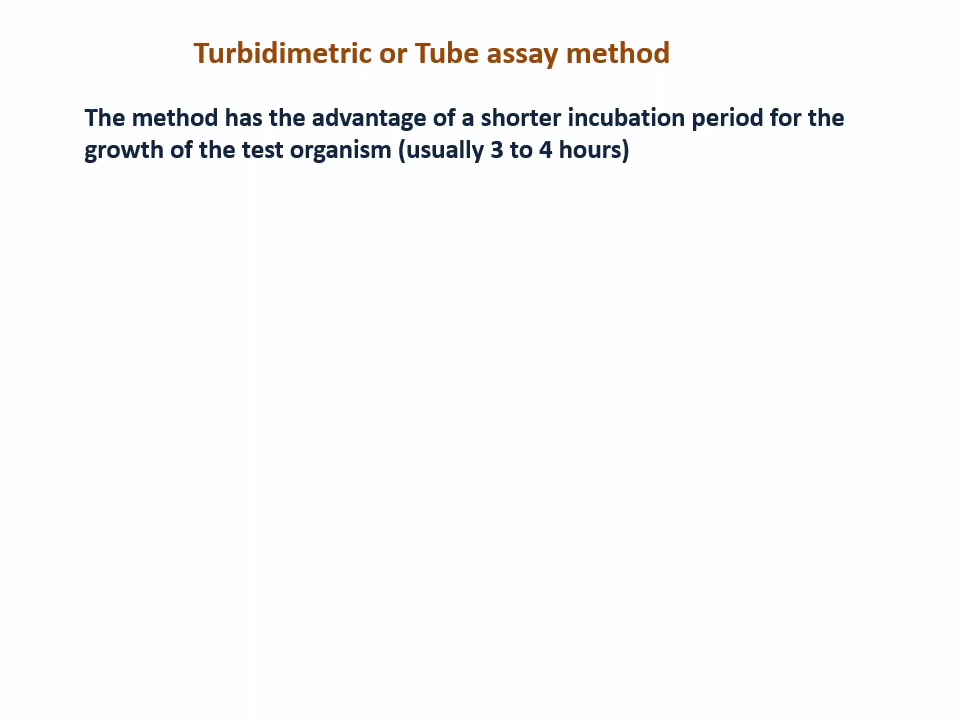 Turbidimetric or Tube assay method
The method has the advantage of a shorter incubation period for the
growth of the test organism (usually 3 to 4 hours)